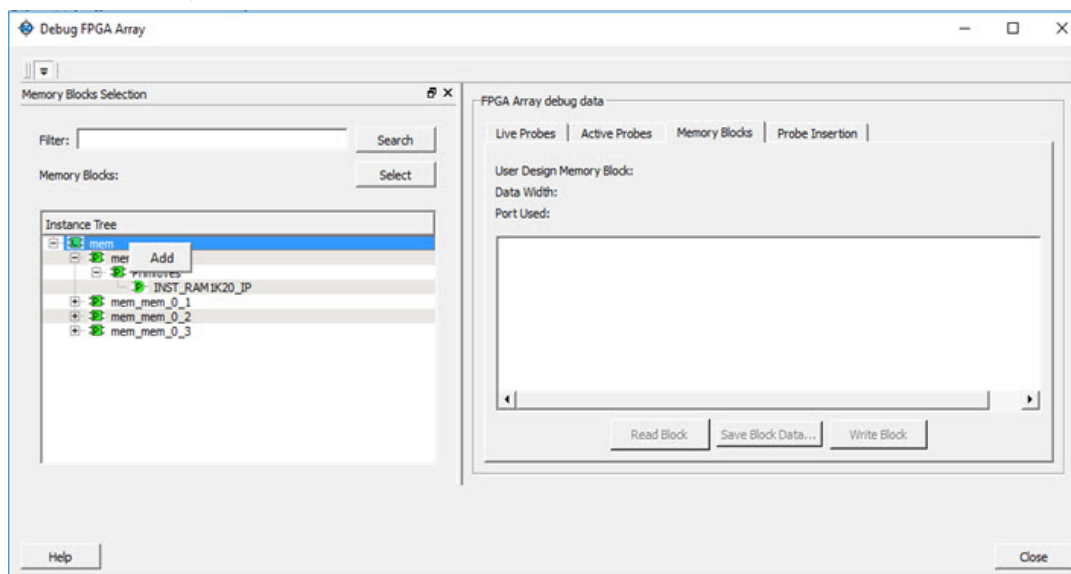 Debug FPGA Array
Memory Blocks Selection
Filter:
Search
Memory Blocks:
Select
Instance Tree
mem
Add
Primitives
INST_RAM1K20_IP
mem_mem_0_1
mem_mem_0_2
mem_mem_0_3
FPGA Array debug data
Live Probes
Active Probes
Memory Blocks
Probe Insertion
User Design Memory Block:
Data Width:
Port Used:
Read Block
Save Block Data...
Write Block
Help
Close